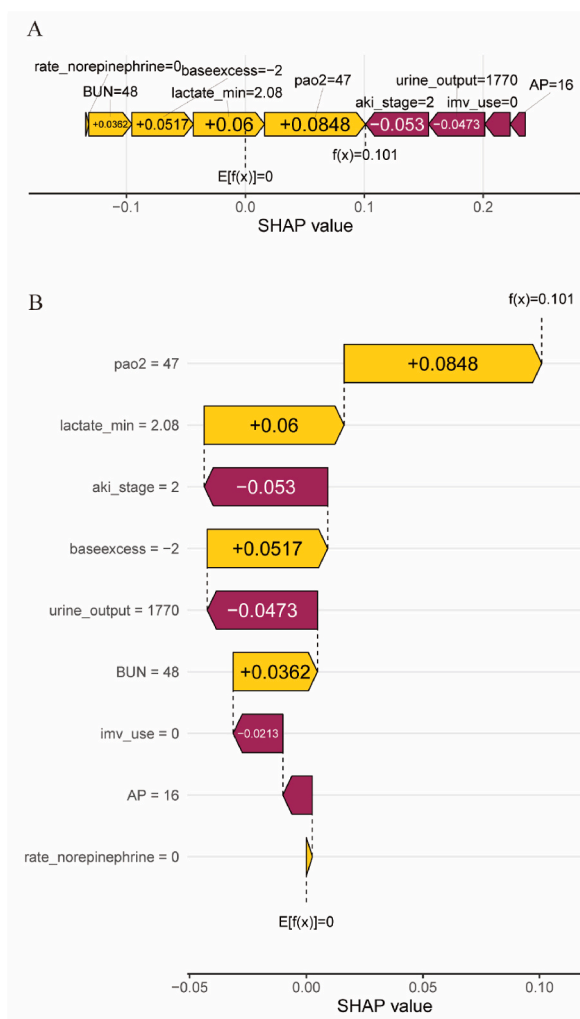 A
rate_norepinephrine=0
baseexcess=−2
urine_output=1770
pao2=47
AP=16
BUN=48
lactate_min=2.08
aki_stage=2
imv_use=0
+0.0362
+0.0517
+0.06
+0.0848
−0.053
−0.0473
f(x)=0.101
E[f(x)]=0
−0.1
0.0
0.1
0.2
SHAP value
B
f(x)=0.101
pao2 = 47
+0.0848
lactate_min = 2.08
+0.06
aki_stage = 2
−0.053
baseexcess = −2
+0.0517
urine_output = 1770
−0.0473
BUN = 48
+0.0362
imv_use = 0
−0.0213
AP = 16
rate_norepinephrine = 0
E[f(x)]=0
−0.05
0.00
0.05
0.10
SHAP value